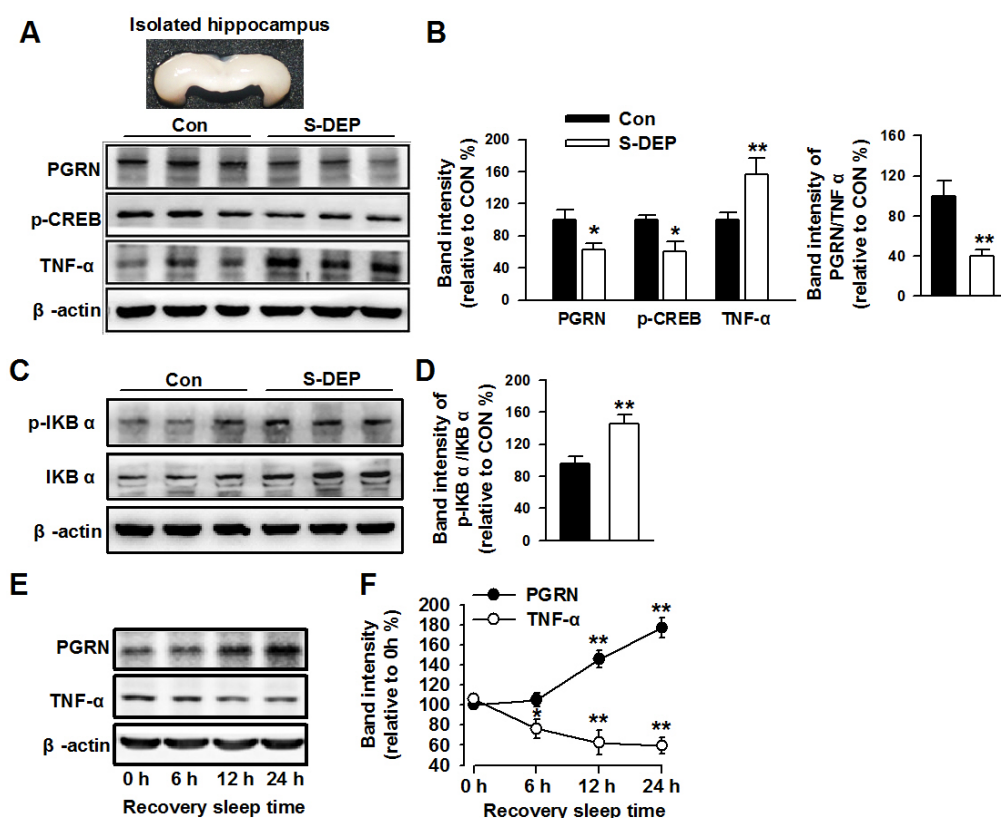 A
Isolated hippocampus
Con S-DEP
PGRN
p-CREB
TNF-α
β -actin
B
Con
S-DEP
Band intensity
(relative to CON %)
200
160
120
80
40
0
*
*
**
PGRN p-CREB TNF-α
Band intensity of
PGRN/TNF α
(relative to CON %)
160
120
80
40
0
**
C
Con S-DEP
p-IKB α
IKB α
β -actin
D
Band intensity of
p-IKB α /IKB α
(relative to CON %)
200
160
120
80
40
0
**
E
PGRN
TNF-α
β -actin
0 h 6 h 12 h 24 h
Recovery sleep time
F
PGRN
TNF-α
Band intensity
(relative to 0h %)
200
180
160
140
120
100
80
60
40
**
**
*
**
**
0 h 6 h 12 h 24 h
Recovery sleep time